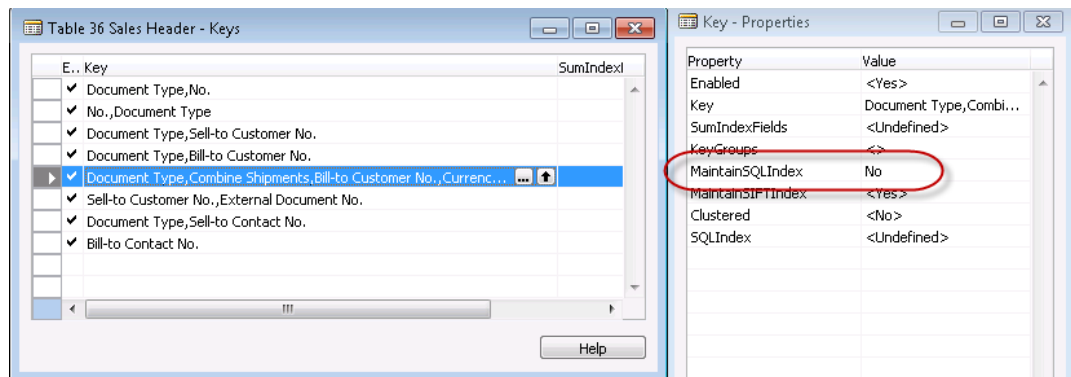 Table 36 Sales Header - Keys
E.. Key SumIndexI
Document Type,No.
No.,Document Type
Document Type,Sell-to Customer No.
Document Type,Bill-to Customer No.
Document Type,Combine Shipments,Bill-to Customer No.,Currenc... ...
Sell-to Customer No.,External Document No.
Document Type,Sell-to Contact No.
Bill-to Contact No.
Help
Key - Properties
Property Value
Enabled <Yes>
Key Document Type,Combi...
SumIndexFields <Undefined>
KeyGroups <>
MaintainSQLIndex No
MaintainSIFTIndex <Yes>
Clustered <No>
SQLIndex <Undefined>